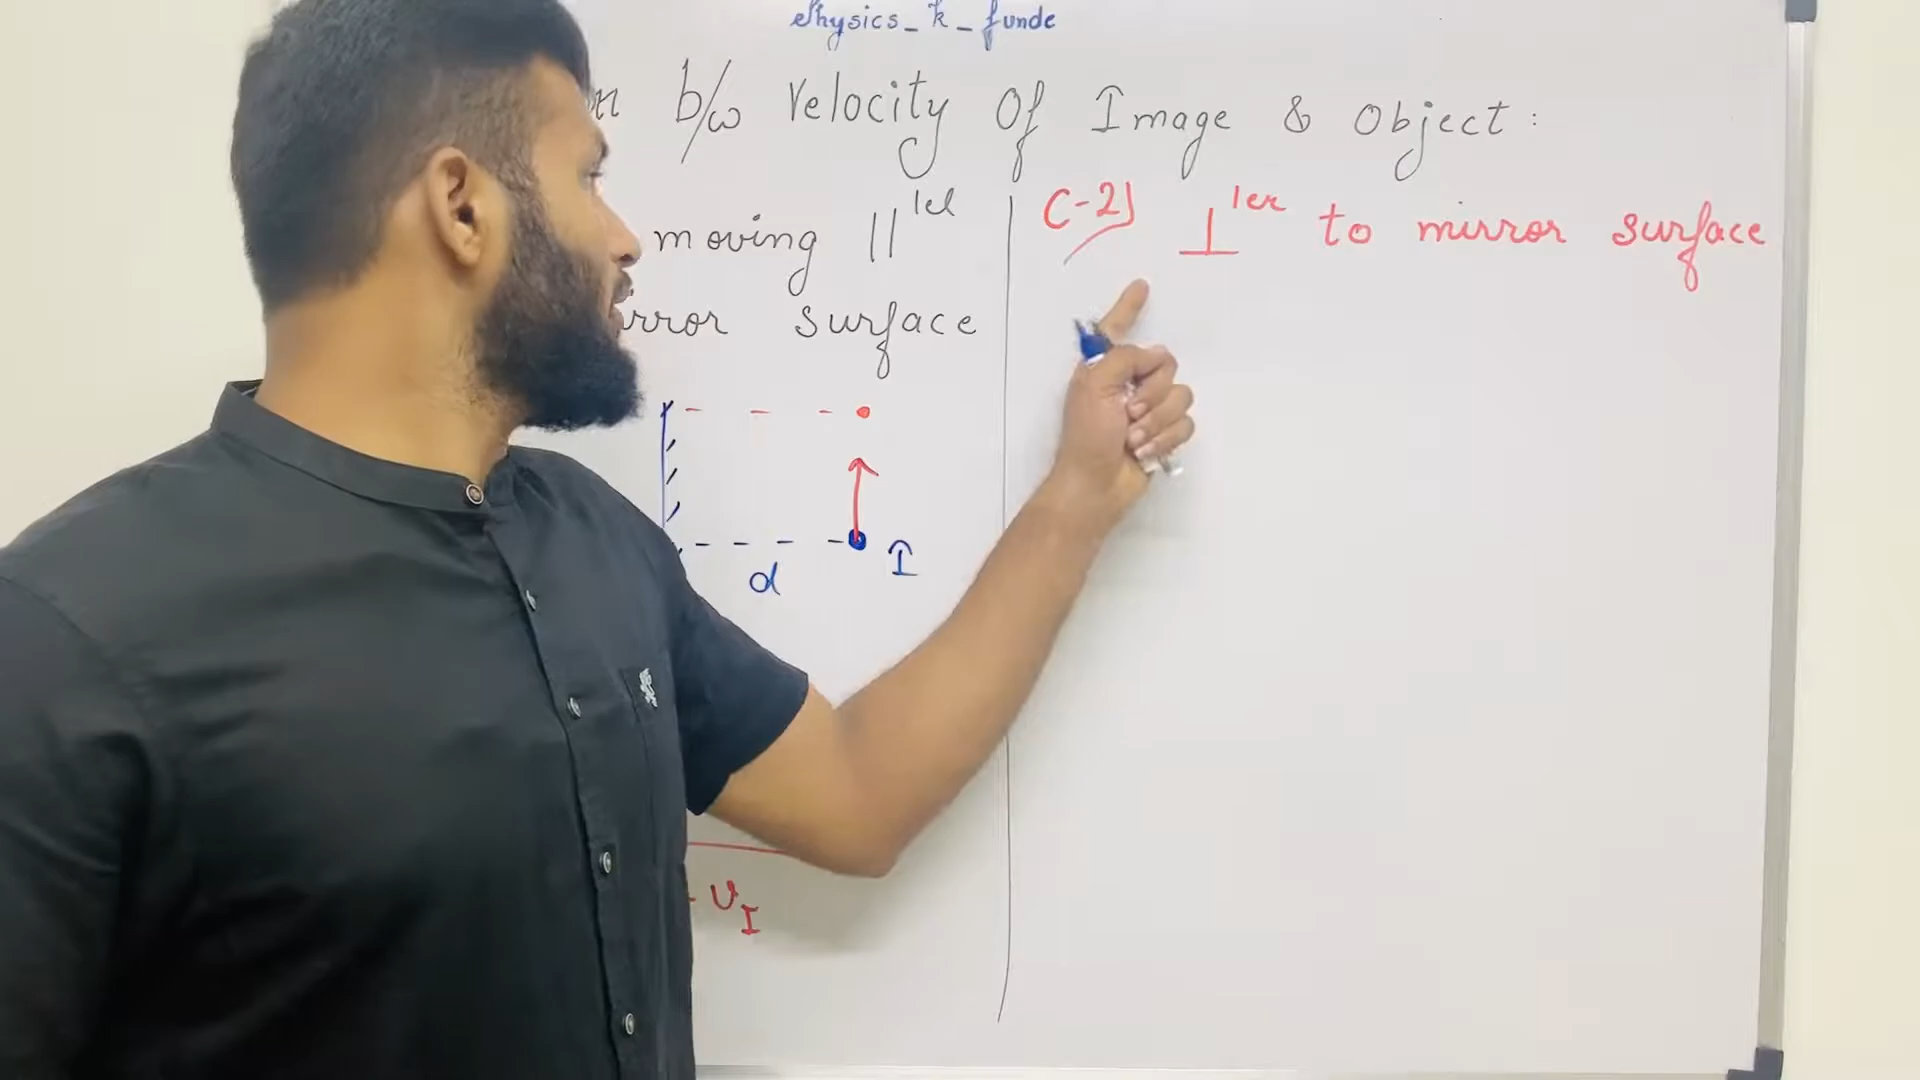 Physics_k_funde
n b/w Velocity Of Image & Object:
moving ||lel
rror surface
d I
v_I
C-2) ⊥ler to mirror surface